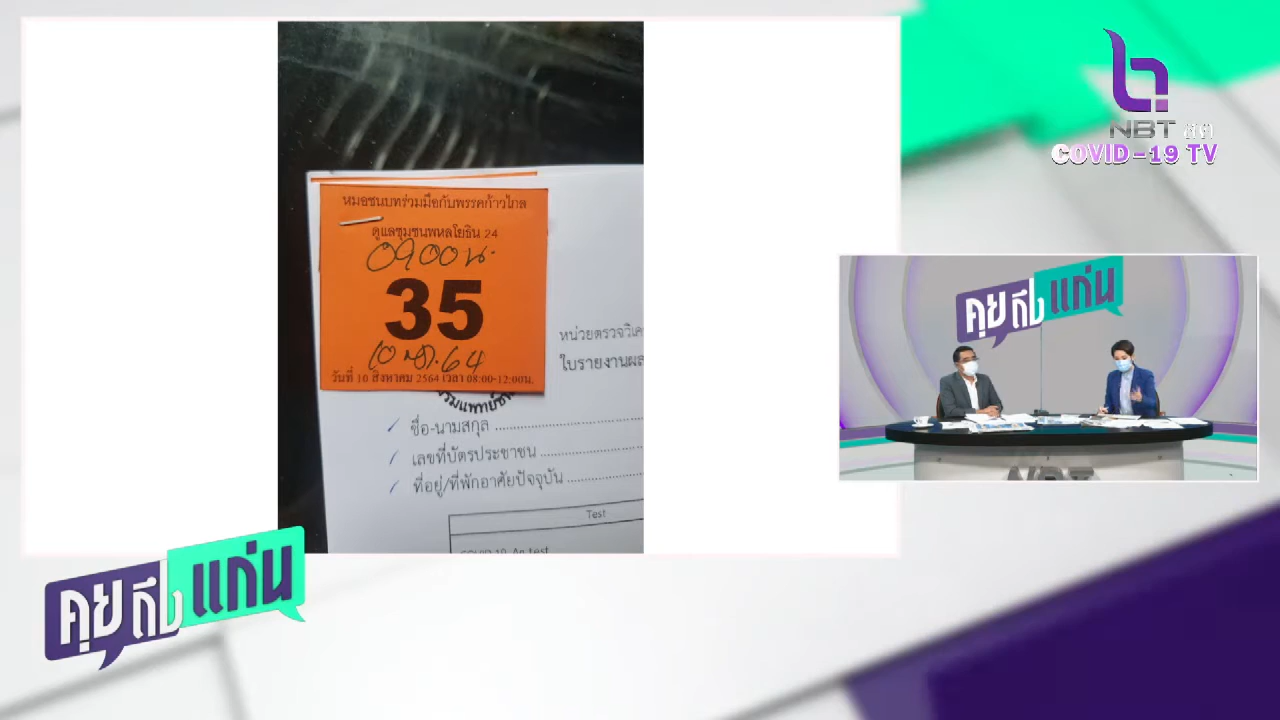 NBT สด
COVID-19 TV
หมอชนบทร่วมมือกับพรรคก้าวไกล
ดูแลชุมชนพหลโยธิน 24
09.00 น.
35
10 สค. 64
วันที่ 10 สิงหาคม 2564 เวลา 08:00-12:00น.
หน่วยตรวจวิเค
ใบรายงานผล
ชื่อ-นามสกุล
เลขที่บัตรประชาชน
ที่อยู่/ที่พักอาศัยปัจจุบัน
Test
COVID-19 Ag test
คุยถึงแก่น
NBT
คุยถึงแก่น